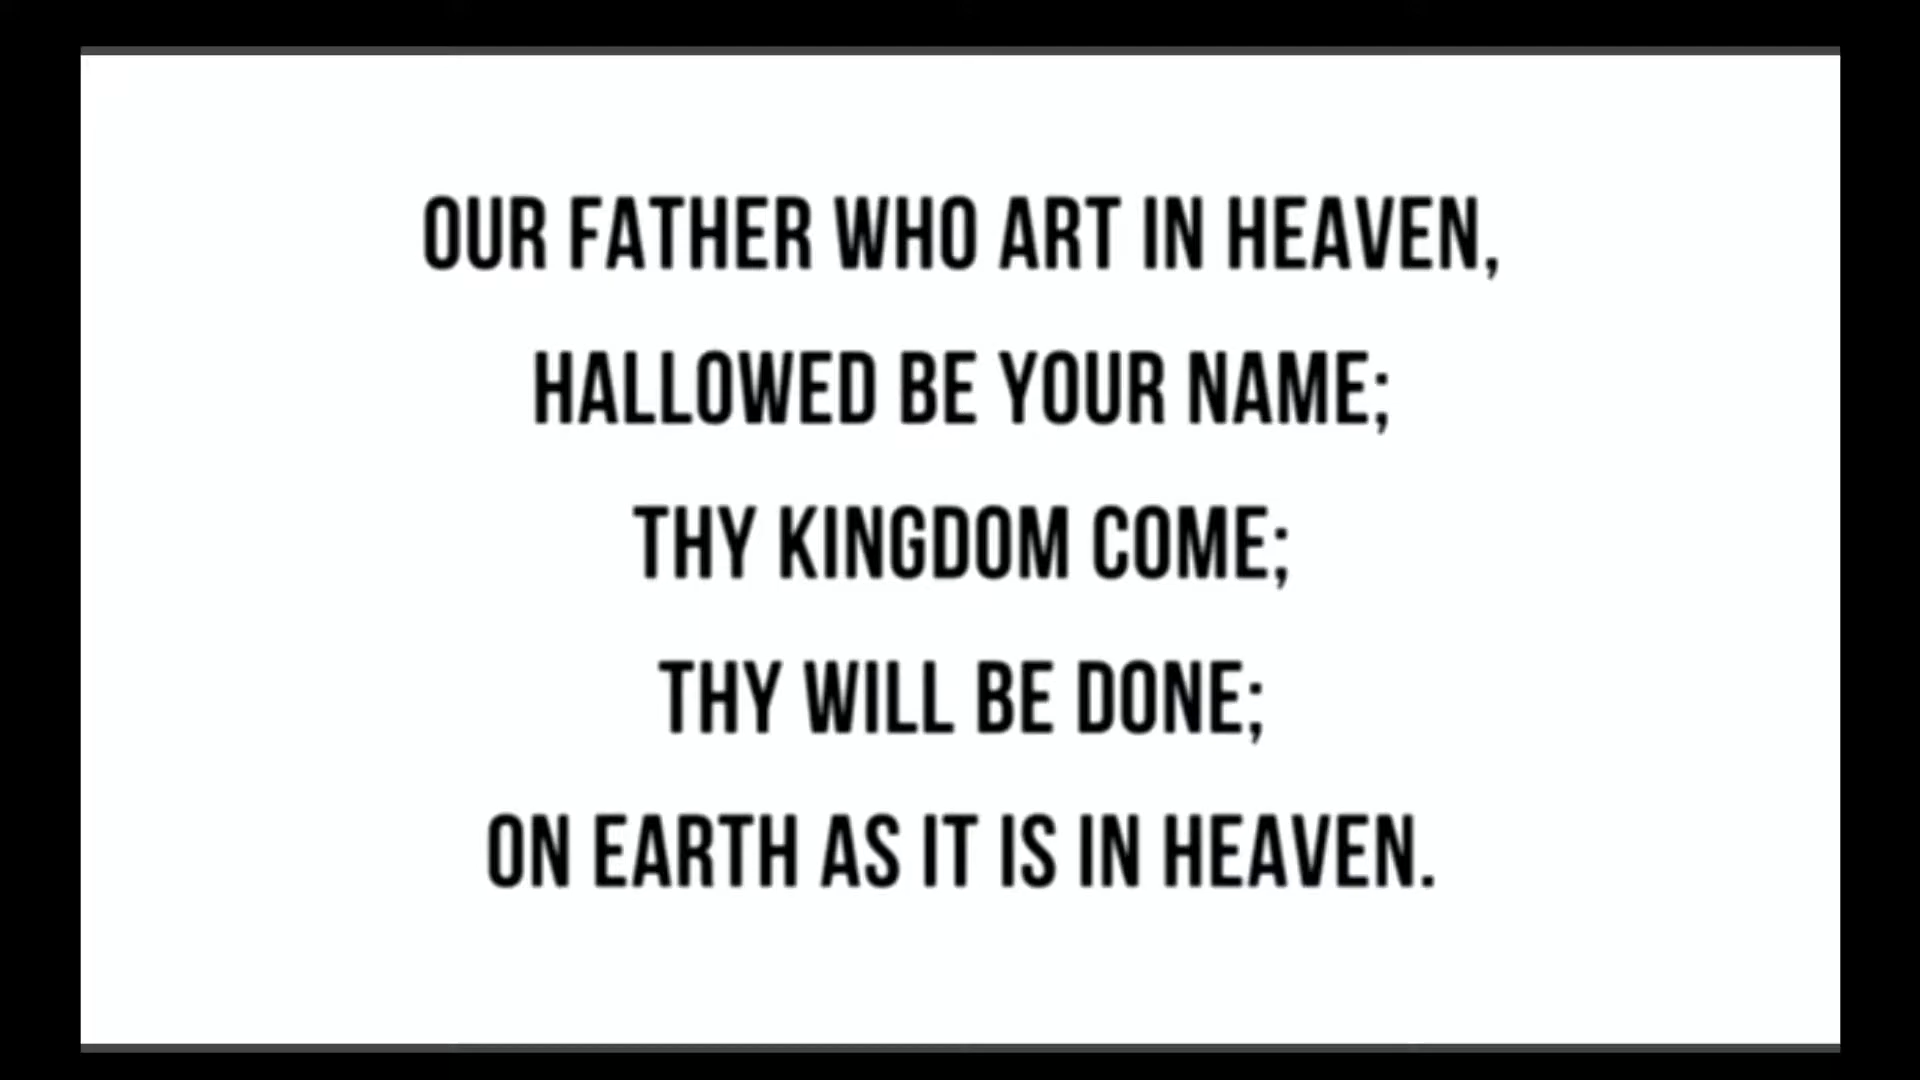 OUR FATHER WHO ART IN HEAVEN,
HALLOWED BE YOUR NAME;
THY KINGDOM COME;
THY WILL BE DONE;
ON EARTH AS IT IS IN HEAVEN.